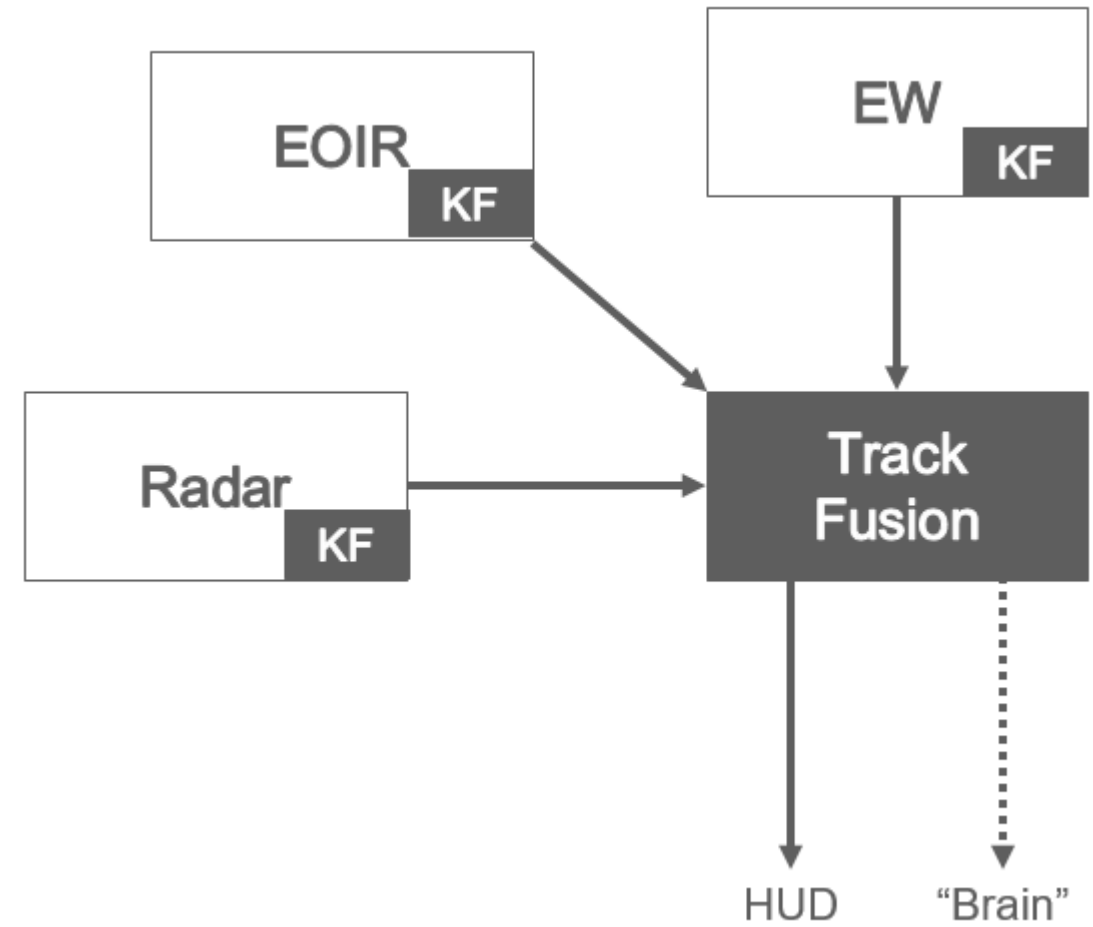 EOIR
KF
EW
KF
Radar
KF
Track
Fusion
HUD
“Brain”